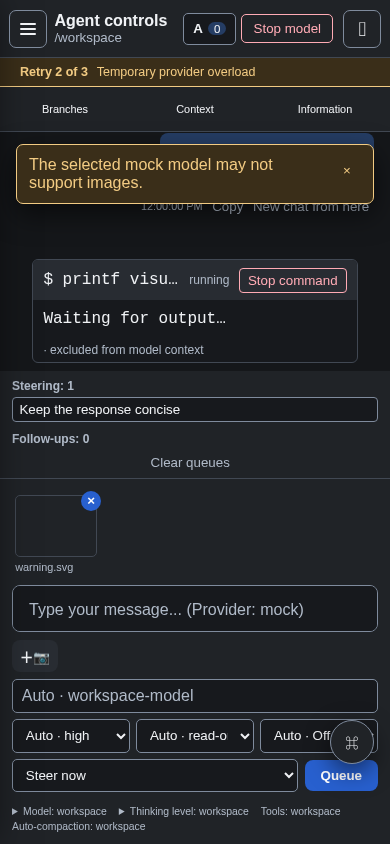 Agent controls
/workspace
A 0
Stop model
Retry 2 of 3 Temporary provider overload
Branches Context Information
The selected mock model may not
support images.
×
12:00:00 PM Copy New chat from here
$ printf visu… running Stop command
Waiting for output…
· excluded from model context
Steering: 1
Keep the response concise
Follow-ups: 0
Clear queues
×
warning.svg
Type your message... (Provider: mock)
+
Auto · workspace-model
Auto · high Auto · read-o Auto · Off
⌘
Steer now Queue
Model: workspace Thinking level: workspace Tools: workspace
Auto-compaction: workspace